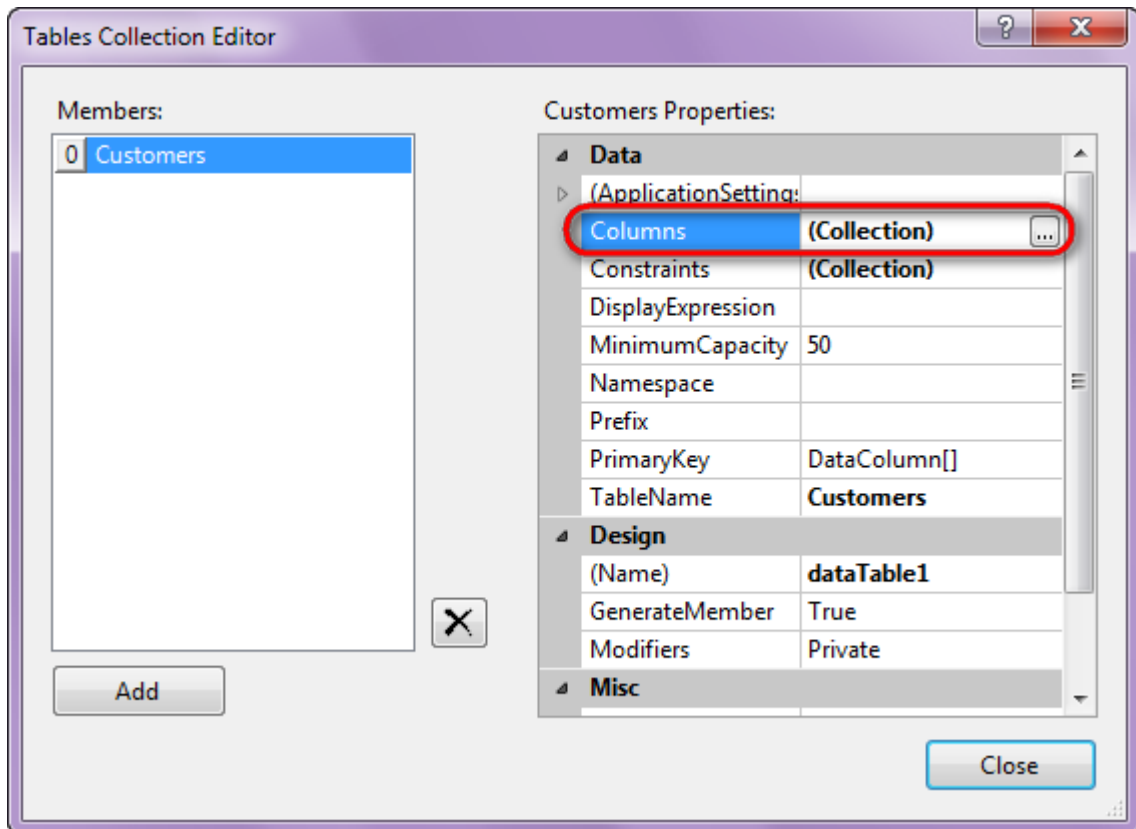 Tables Collection Editor
Members:
0 Customers
Add
Customers Properties:
Data
(ApplicationSettings
Columns (Collection) ...
Constraints (Collection)
DisplayExpression
MinimumCapacity 50
Namespace
Prefix
PrimaryKey DataColumn[]
TableName Customers
Design
(Name) dataTable1
GenerateMember True
Modifiers Private
Misc
Close